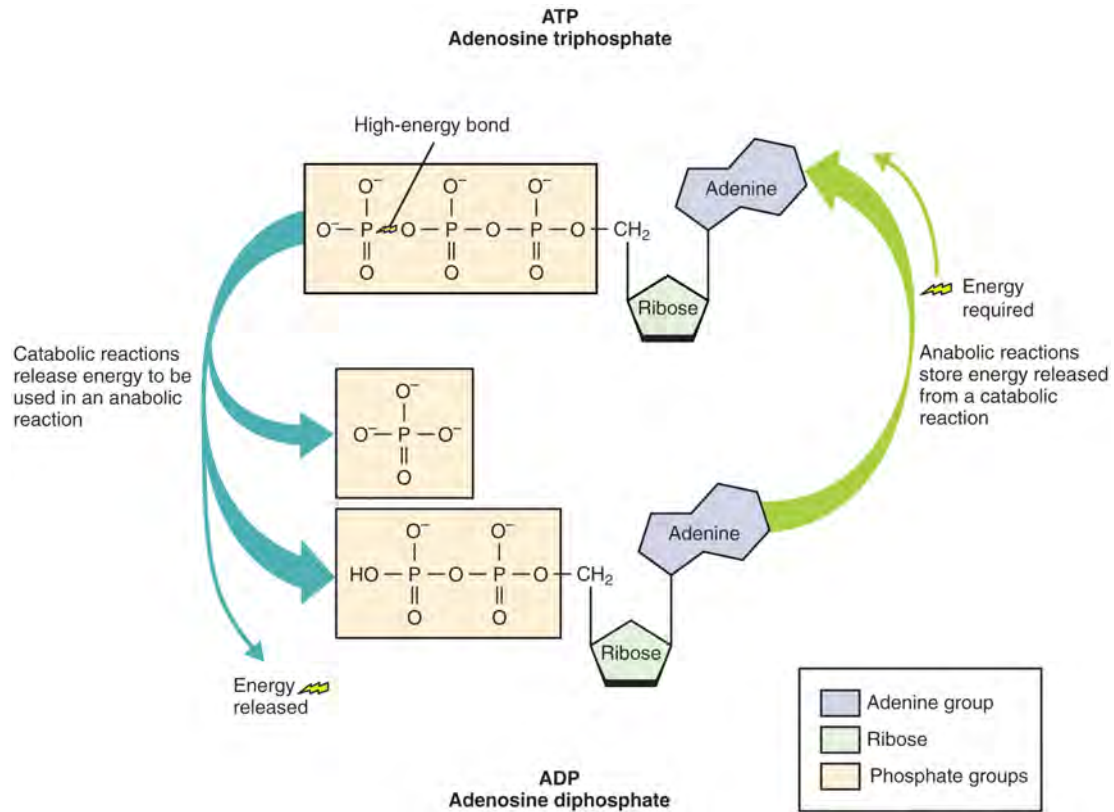 ATP
Adenosine triphosphate
High-energy bond
O⁻ O⁻ O⁻
O⁻ P O P O P O CH₂
O O O
Adenine
Ribose
Energy
required
Catabolic reactions
release energy to be
used in an anabolic
reaction
Anabolic reactions
store energy released
from a catabolic
reaction
O⁻
O⁻ – P – O⁻
O
O⁻ O⁻
HO – P – O – P – O – CH₂
O O
Adenine
Ribose
Energy
released
Adenine group
Ribose
Phosphate groups
ADP
Adenosine diphosphate